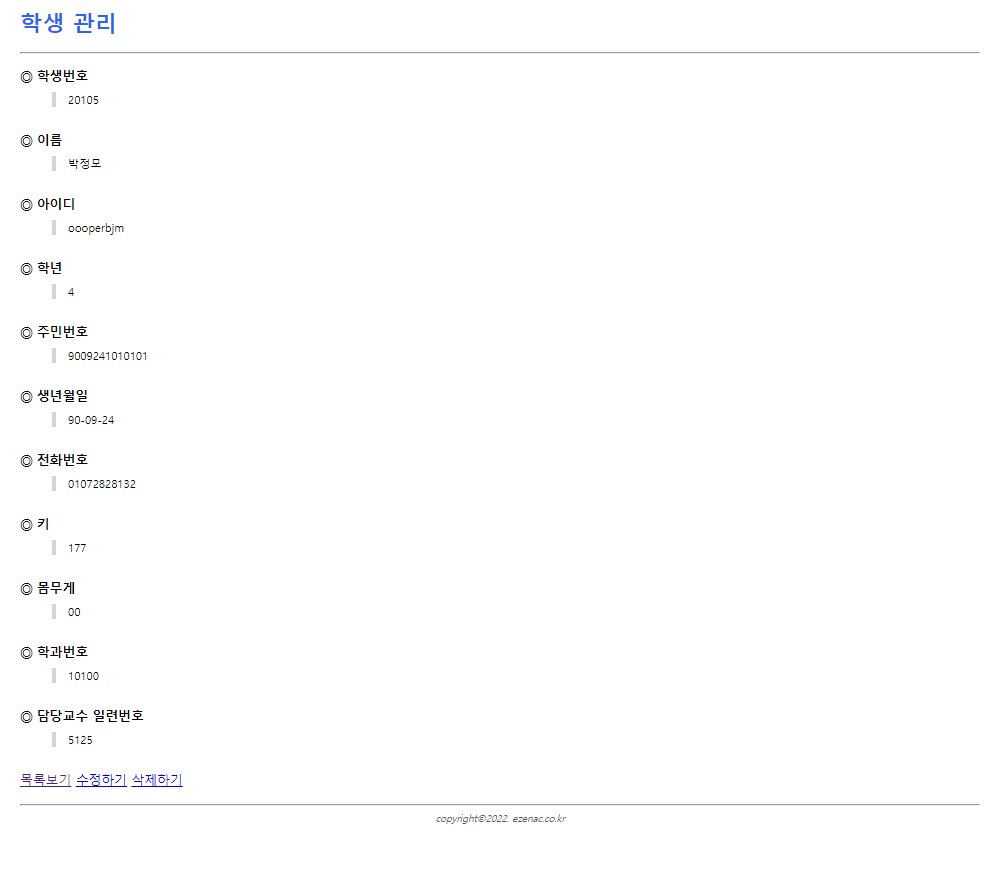 학생 관리
◎ 학생번호
20105
◎ 이름
박정모
◎ 아이디
oooperbjm
◎ 학년
4
◎ 주민번호
9009241010101
◎ 생년월일
90-09-24
◎ 전화번호
01072828132
◎ 키
177
◎ 몸무게
00
◎ 학과번호
10100
◎ 담당교수 일련번호
5125
목록보기 수정하기 삭제하기
copyright©2022. ezenac.co.kr